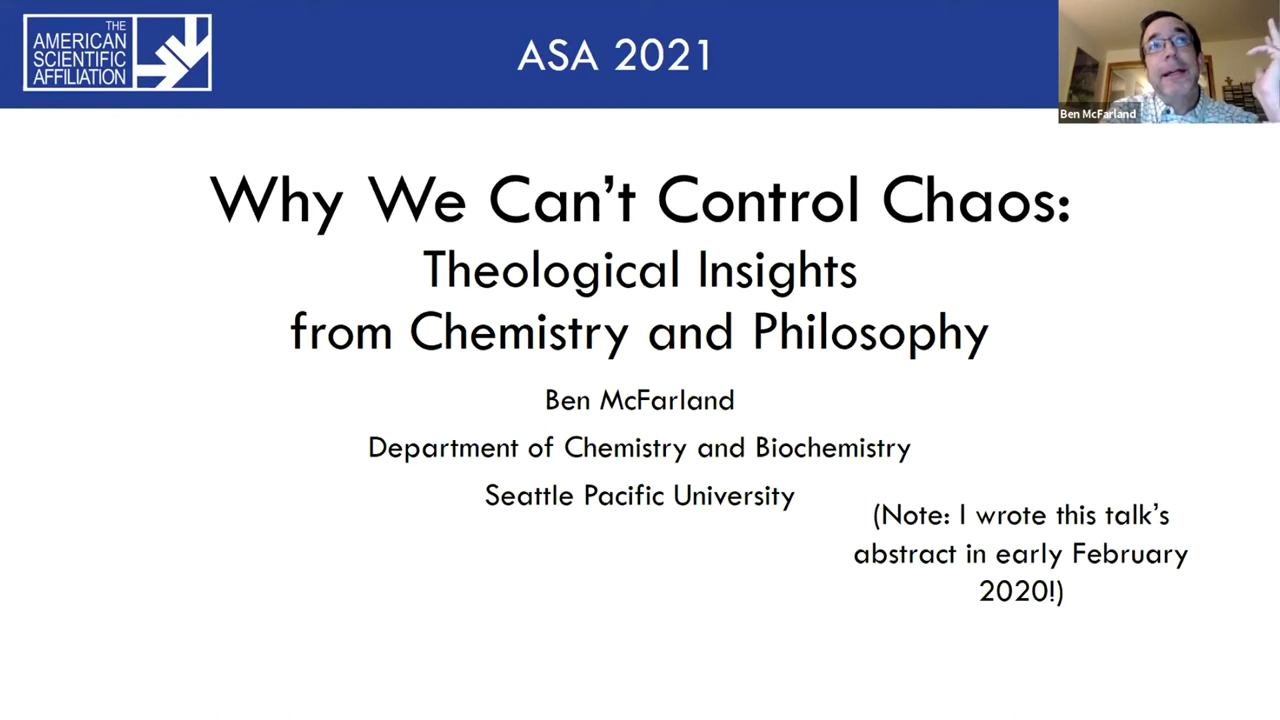 THE
AMERICAN
SCIENTIFIC
AFFILIATION
ASA 2021
Ben McFarland
Why We Can't Control Chaos:
Theological Insights
from Chemistry and Philosophy
Ben McFarland
Department of Chemistry and Biochemistry
Seattle Pacific University
(Note: I wrote this talk's
abstract in early February
2020!)